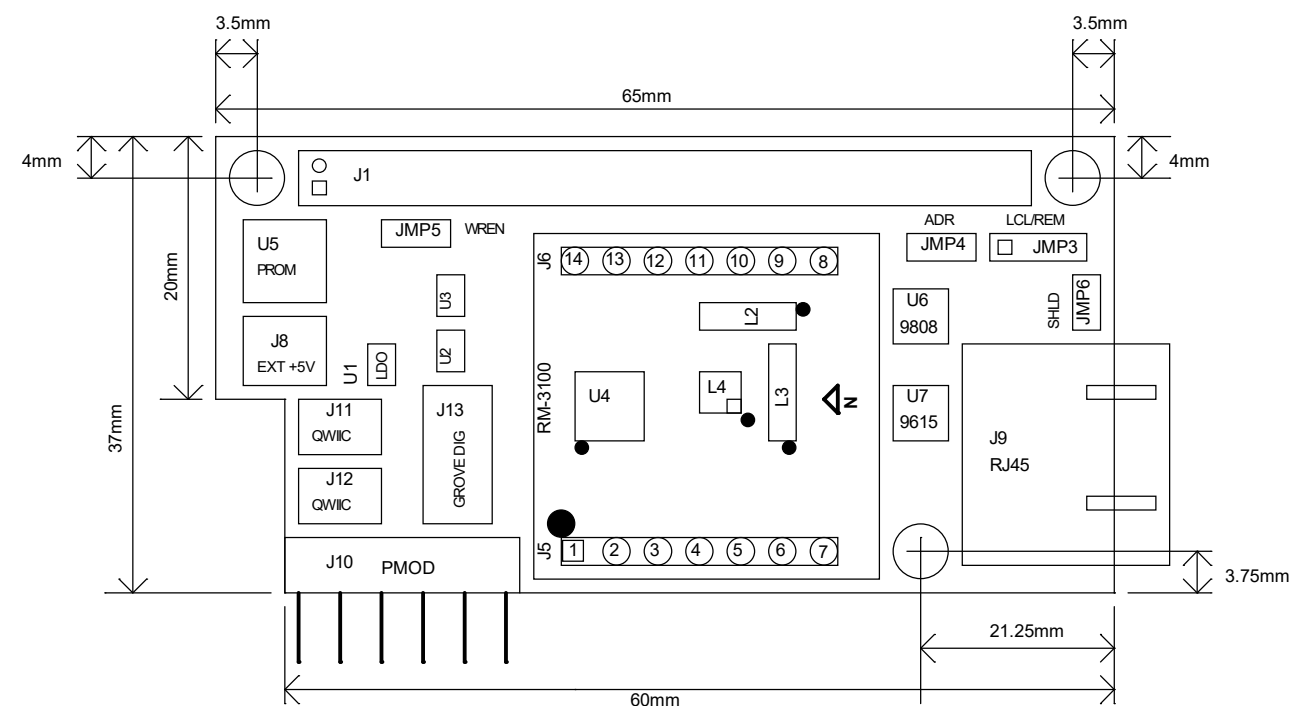 3.5mm
3.5mm
65mm
4mm
4mm
J1
JMP5 WREN
ADR
LCL/REM
JMP4
JMP3
U5
PROM
J6
14 13 12 11 10 9 8
20mm
U3
L2
U6
9808
SHLD
JMP6
J8
EXT +5V
U1
LDO
U2
37mm
RM-3100
U4
L4
L3
N
U7
9615
J11
QWIIC
J13
GROVE DIG
J9
RJ45
J12
QWIIC
J5
1 2 3 4 5 6 7
J10 PMOD
3.75mm
21.25mm
60mm